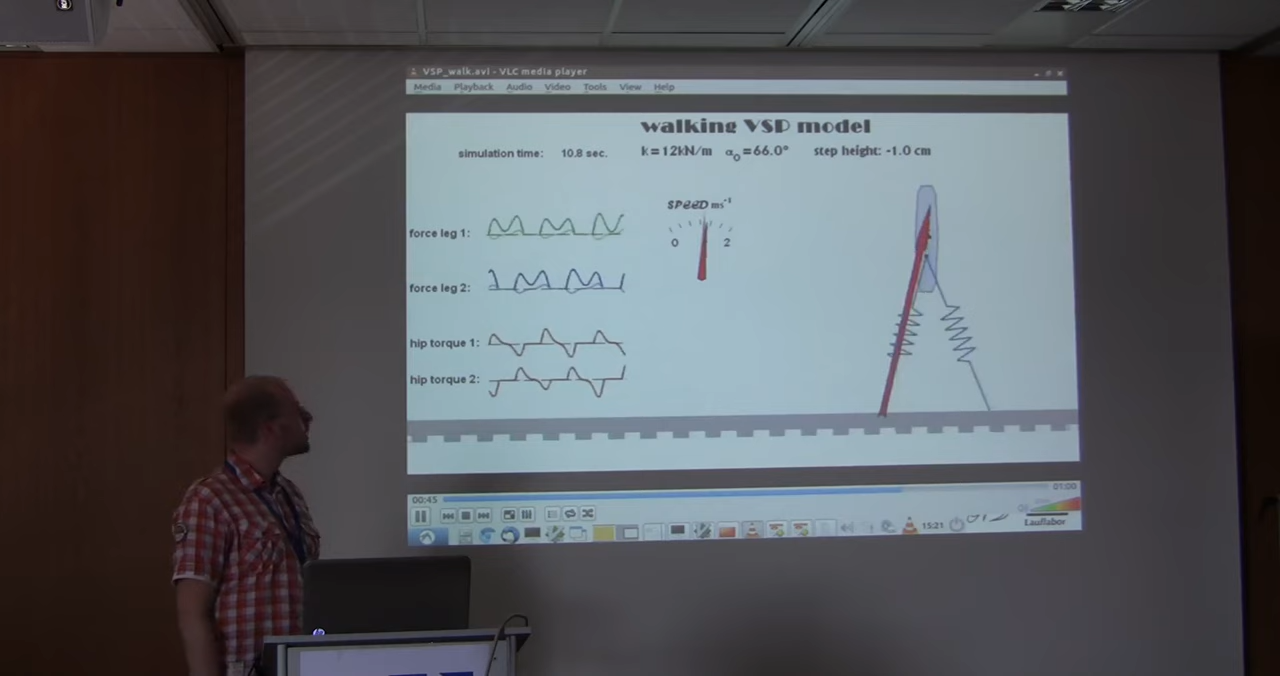 VSP_walk.avi - VLC media player
Media Playback Audio Video Tools View Help
walking VSP model
simulation time: 10.8 sec.
k=12kN/m α₀=66.0° step height: -1.0 cm
SPEED ms⁻¹
0 2
force leg 1:
force leg 2:
hip torque 1:
hip torque 2:
00:45
01:00
15:21
Lauflabor
hp